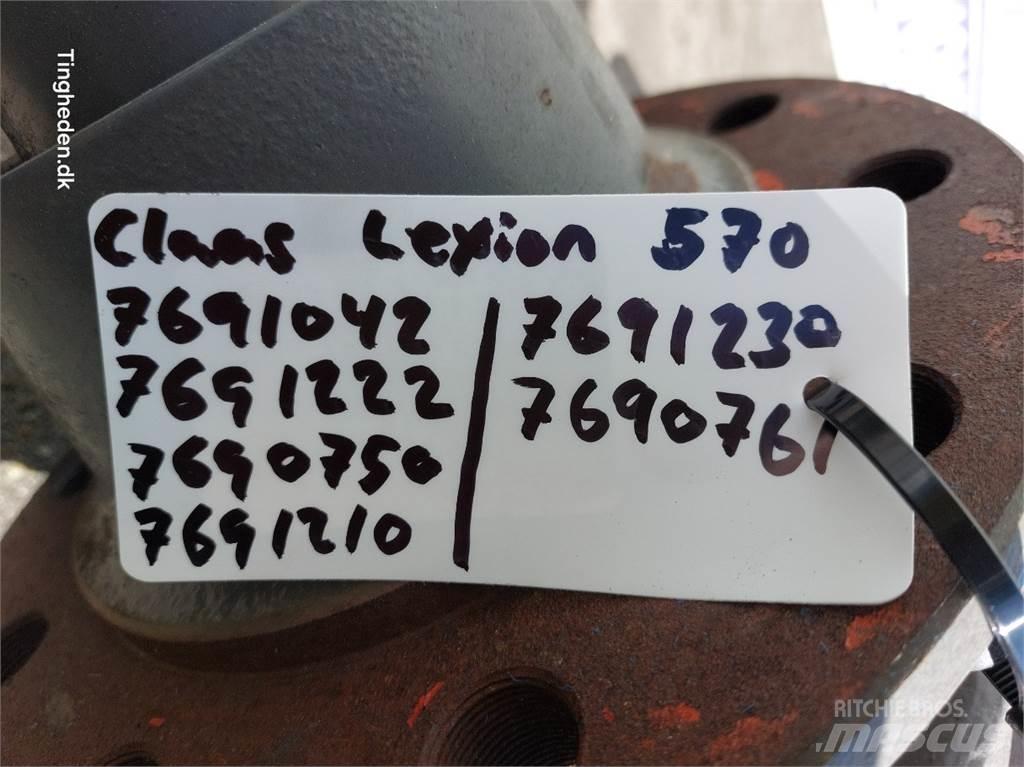 Tingheden.dk
Claas Lexion 570
7691042
7691222
7690750
7691210
7691230
7690761
RITCHIE BROS.
MASCUS